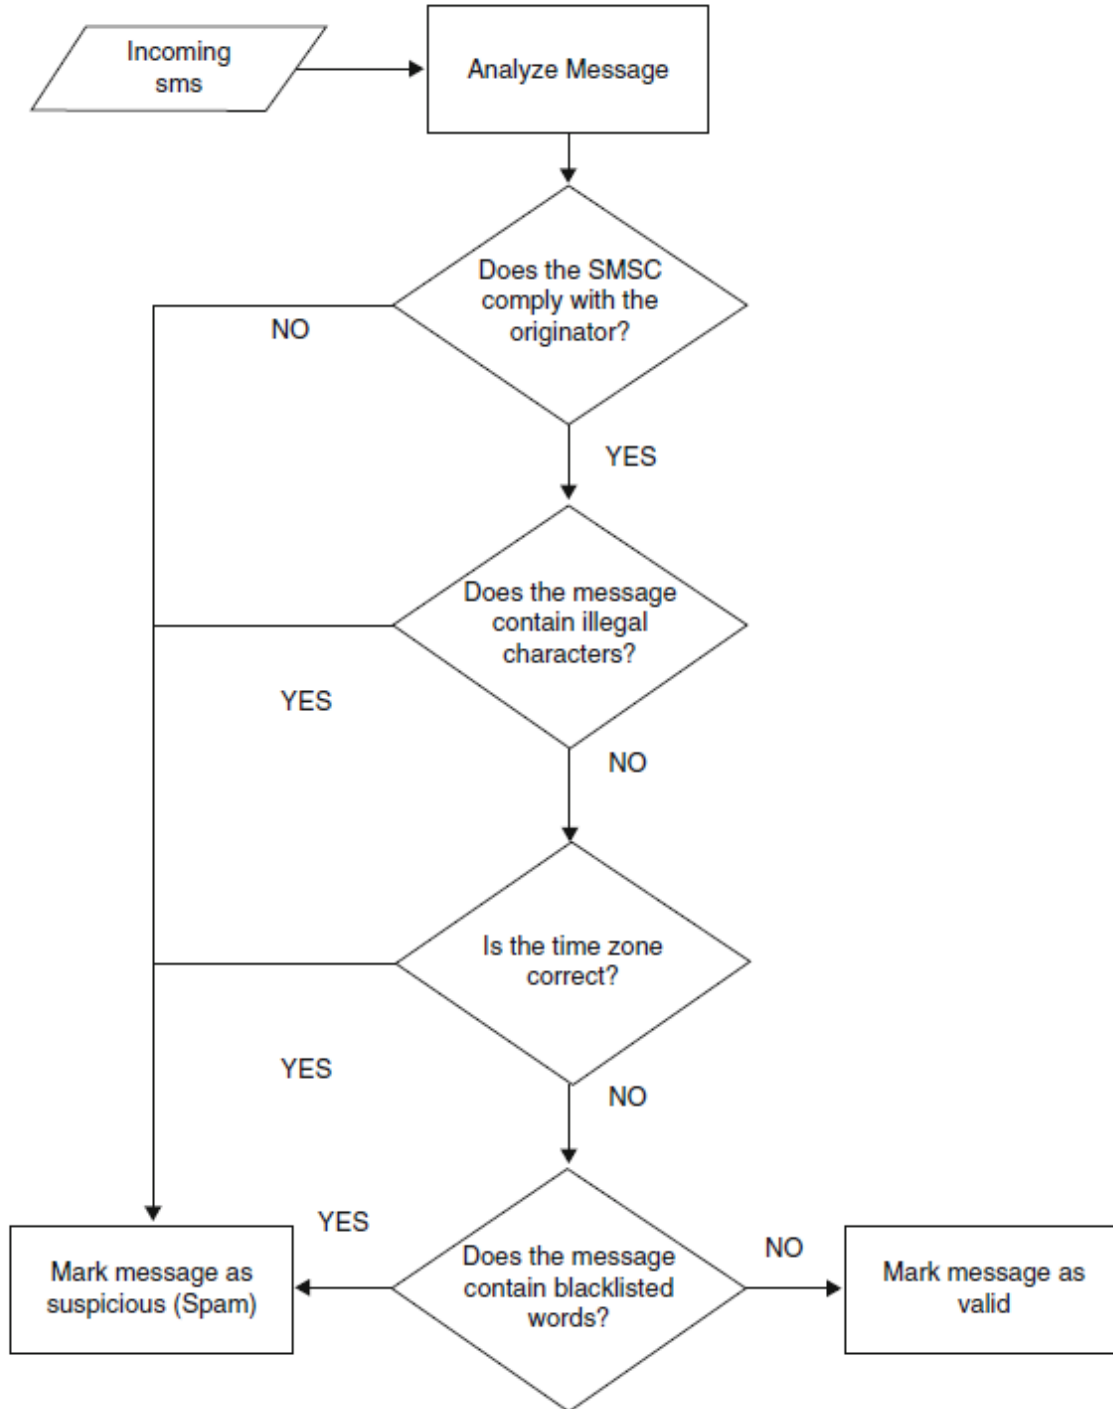 Incoming
sms
Analyze Message
Does the SMSC
comply with the
originator?
NO
YES
Does the message
contain illegal
characters?
YES
NO
Is the time zone
correct?
YES
NO
YES
Does the message
contain blacklisted
words?
NO
Mark message as
suspicious (Spam)
Mark message as
valid